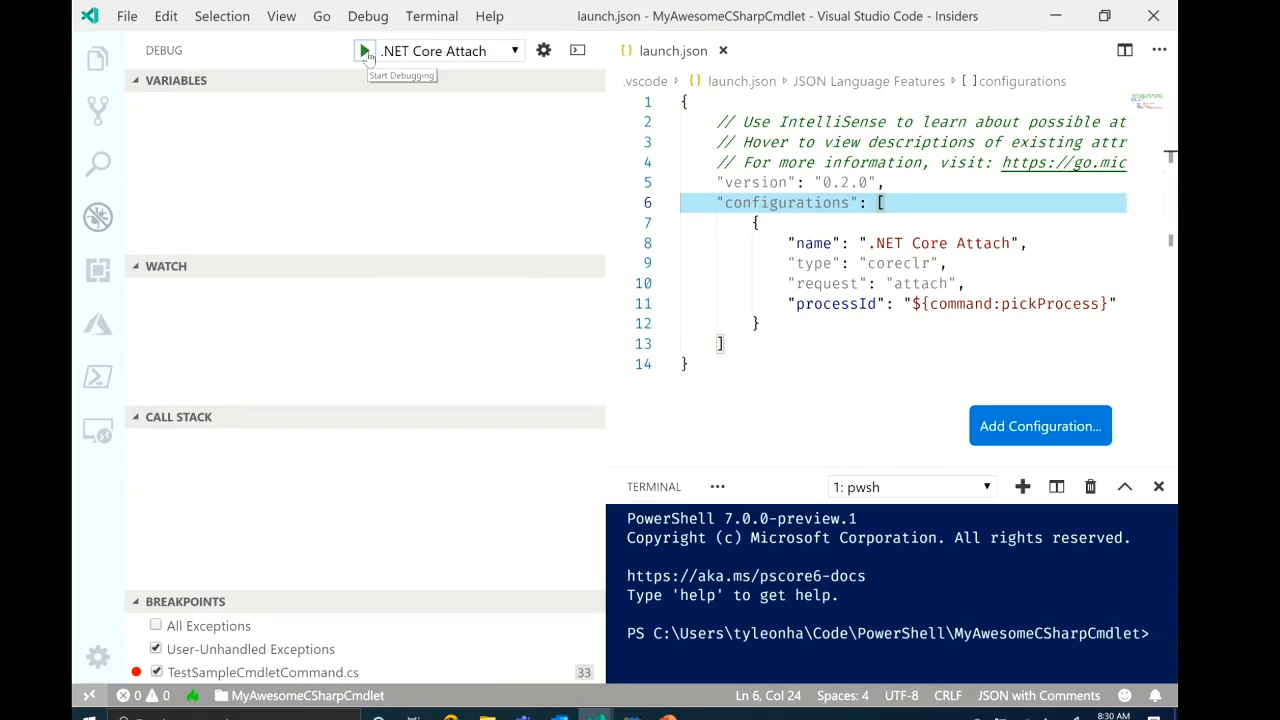 File Edit Selection View Go Debug Terminal Help launch.json - MyAwesomeCSharpCmdlet - Visual Studio Code - Insiders
DEBUG .NET Core Attach
Start Debugging
VARIABLES
WATCH
CALL STACK
BREAKPOINTS
All Exceptions
User-Unhandled Exceptions
TestSampleCmdletCommand.cs 33
{} launch.json
.vscode {} launch.json JSON Language Features [ ] configurations
1 {
2 // Use IntelliSense to learn about possible at
3 // Hover to view descriptions of existing attr
4 // For more information, visit: https://go.mic
5 "version": "0.2.0",
6 "configurations": [
7 {
8 "name": ".NET Core Attach",
9 "type": "coreclr",
10 "request": "attach",
11 "processId": "${command:pickProcess}"
12 }
13 ]
14 }
Add Configuration...
TERMINAL 1: pwsh
PowerShell 7.0.0-preview.1
Copyright (c) Microsoft Corporation. All rights reserved.
https://aka.ms/pscore6-docs
Type 'help' to get help.
PS C:\Users\tyleonha\Code\PowerShell\MyAwesomeCSharpCmdlet>
0 0 MyAwesomeCSharpCmdlet Ln 6, Col 24 Spaces: 4 UTF-8 CRLF JSON with Comments
8:30 AM